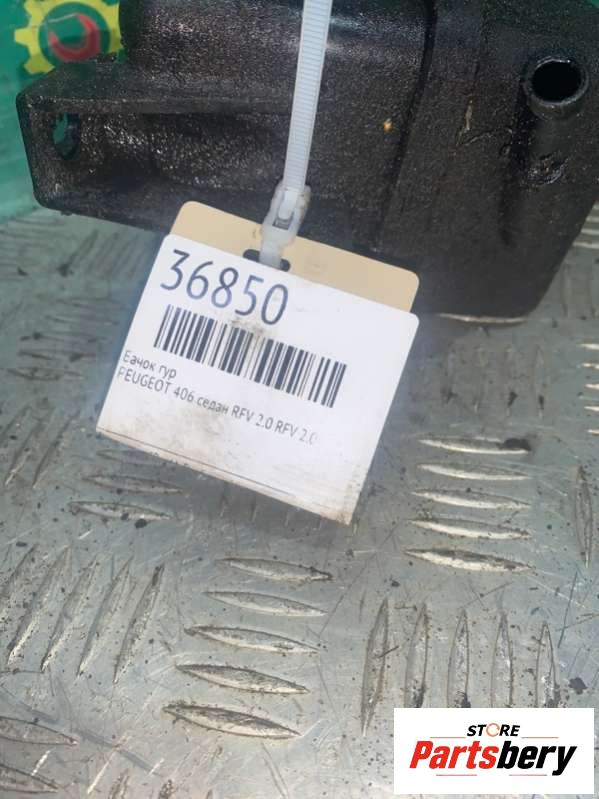 36850
Бачок гур
PEUGEOT 406 седан RFV 2.0 RFV 2.0
STORE
Partsbery